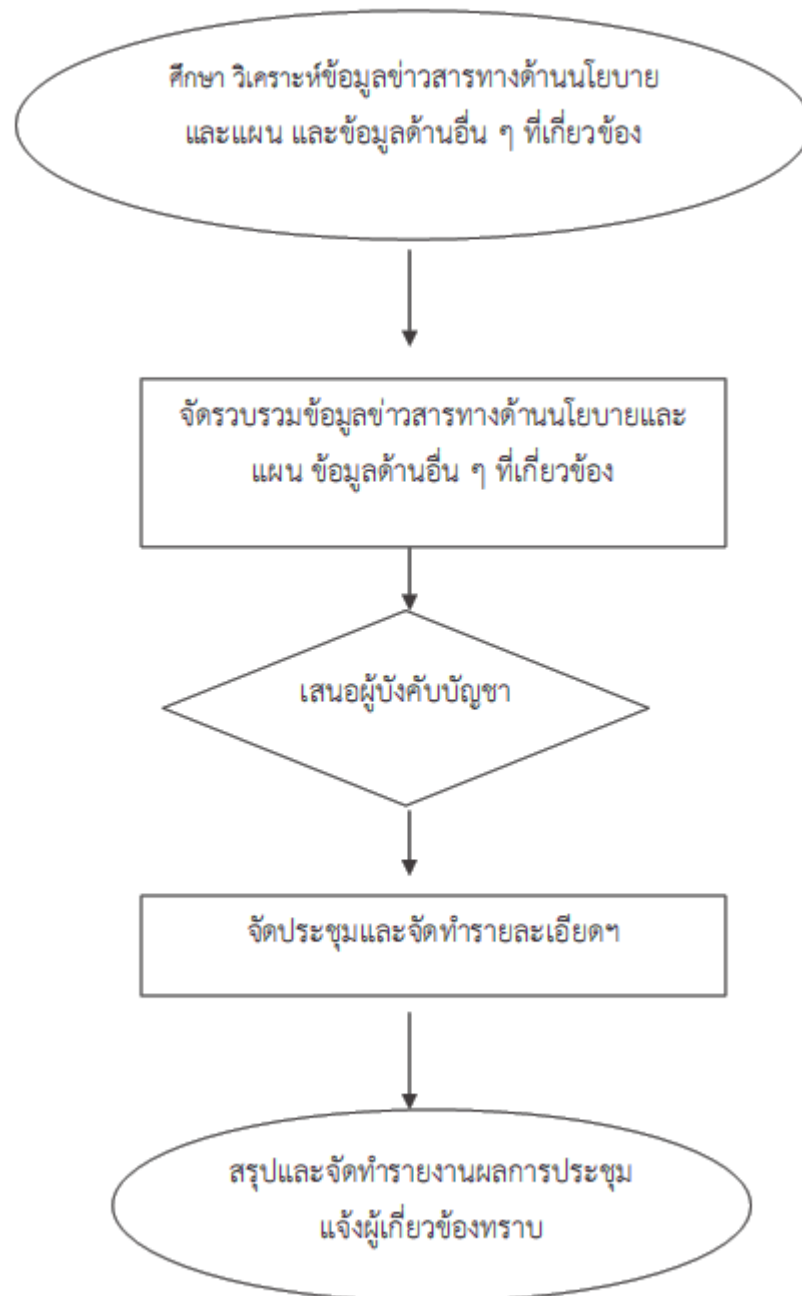 ศึกษา วิเคราะห์ข้อมูลข่าวสารทางด้านนโยบาย
และแผน และข้อมูลด้านอื่น ๆ ที่เกี่ยวข้อง
จัดรวบรวมข้อมูลข่าวสารทางด้านนโยบายและ
แผน ข้อมูลด้านอื่น ๆ ที่เกี่ยวข้อง
เสนอผู้บังคับบัญชา
จัดประชุมและจัดทำรายละเอียดฯ
สรุปและจัดทำรายงานผลการประชุม
แจ้งผู้เกี่ยวข้องทราบ